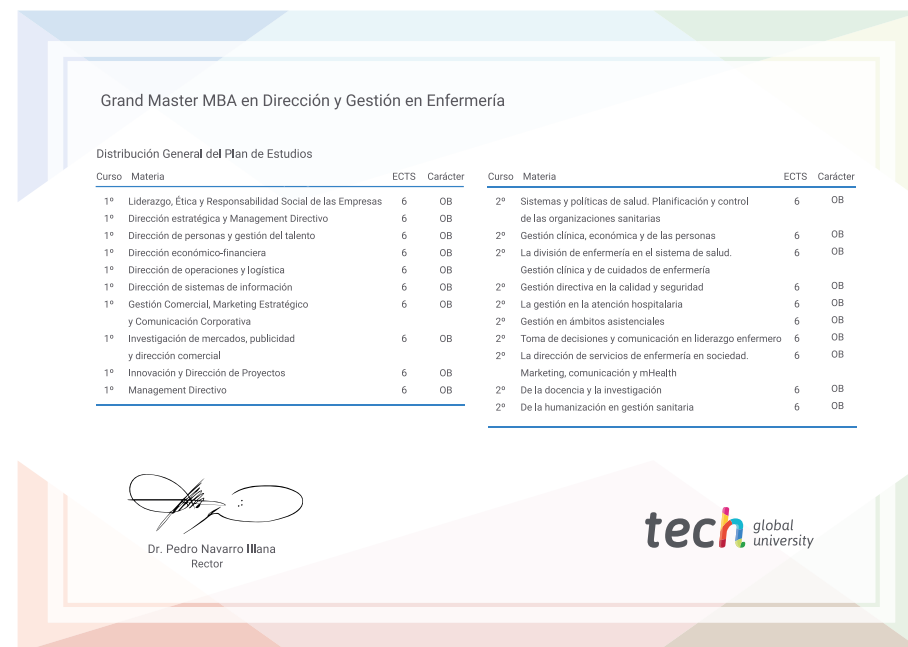 Grand Master MBA en Dirección y Gestión en Enfermería
Distribución General del Plan de Estudios
Curso Materia ECTS Carácter
1º Liderazgo, Ética y Responsabilidad Social de las Empresas 6 OB
1º Dirección estratégica y Management Directivo 6 OB
1º Dirección de personas y gestión del talento 6 OB
1º Dirección económico-financiera 6 OB
1º Dirección de operaciones y logística 6 OB
1º Dirección de sistemas de información 6 OB
1º Gestión Comercial, Marketing Estratégico 6 OB
y Comunicación Corporativa
1º Investigación de mercados, publicidad 6 OB
y dirección comercial
1º Innovación y Dirección de Proyectos 6 OB
1º Management Directivo 6 OB
Curso Materia ECTS Carácter
2º Sistemas y políticas de salud. Planificación y control 6 OB
de las organizaciones sanitarias
2º Gestión clínica, económica y de las personas 6 OB
2º La división de enfermería en el sistema de salud. 6 OB
Gestión clínica y de cuidados de enfermería
2º Gestión directiva en la calidad y seguridad 6 OB
2º La gestión en la atención hospitalaria 6 OB
2º Gestión en ámbitos asistenciales 6 OB
2º Toma de decisiones y comunicación en liderazgo enfermero 6 OB
2º La dirección de servicios de enfermería en sociedad. 6 OB
Marketing, comunicación y mHealth
2º De la docencia y la investigación 6 OB
2º De la humanización en gestión sanitaria 6 OB
Dr. Pedro Navarro Illana
Rector
tech global
university